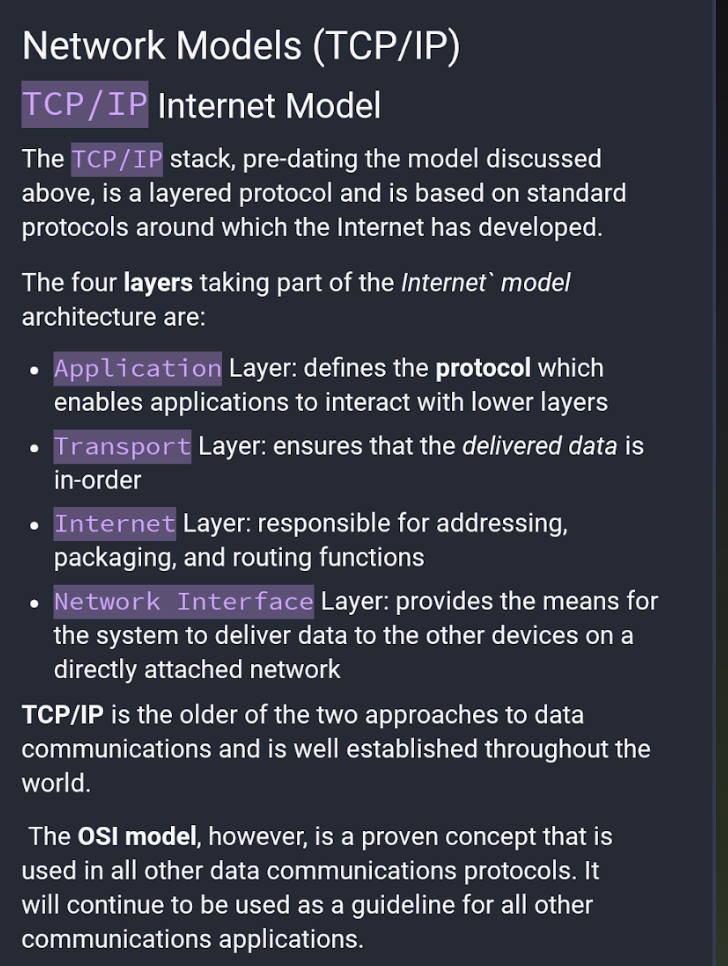 Network Models (TCP/IP)
TCP/IP Internet Model
The TCP/IP stack, pre-dating the model discussed
above, is a layered protocol and is based on standard
protocols around which the Internet has developed.
The four layers taking part of the Internet` model
architecture are:
• Application Layer: defines the protocol which
enables applications to interact with lower layers
• Transport Layer: ensures that the delivered data is
in-order
• Internet Layer: responsible for addressing,
packaging, and routing functions
• Network Interface Layer: provides the means for
the system to deliver data to the other devices on a
directly attached network
TCP/IP is the older of the two approaches to data
communications and is well established throughout the
world.
The OSI model, however, is a proven concept that is
used in all other data communications protocols. It
will continue to be used as a guideline for all other
communications applications.